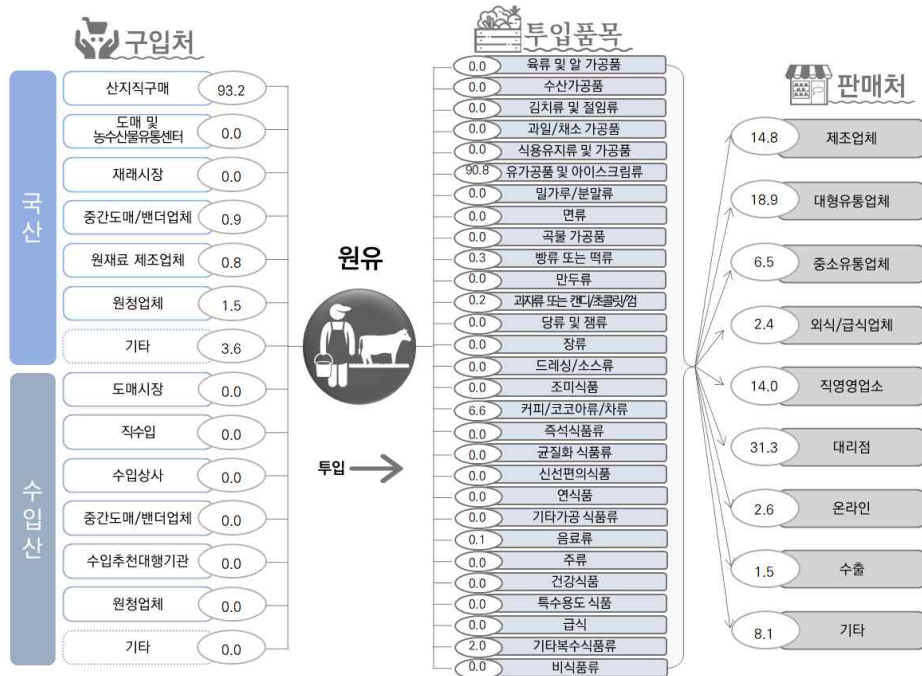 구입처
국산
산지직구매 93.2
도매 및
농수산물유통센터 0.0
재래시장 0.0
중간도매/밴더업체 0.9
원재료 제조업체 0.8
원청업체 1.5
기타 3.6
수입산
도매시장 0.0
직수입 0.0
수입상사 0.0
중간도매/밴더업체 0.0
수입추천대행기관 0.0
원청업체 0.0
기타 0.0
원유
투입
투입품목
0.0 육류 및 알 가공품
0.0 수산가공품
0.0 김치류 및 절임류
0.0 과일/채소 가공품
0.0 식용유지류 및 가공품
90.8 유가공품 및 아이스크림류
0.0 밀가루/분말류
0.0 면류
0.0 곡물 가공품
0.3 빵류 또는 떡류
0.0 만두류
0.2 과자류 또는 캔디/초콜릿/껌
0.0 당류 및 잼류
0.0 장류
0.0 드레싱/소스류
0.0 조미식품
6.6 커피/코코아류/차류
0.0 즉석식품류
0.0 균질화 식품류
0.0 신선편의식품
0.0 연식품
0.0 기타가공 식품류
0.1 음료류
0.0 주류
0.0 건강식품
0.0 특수용도 식품
0.0 급식
2.0 기타복수식품류
0.0 비식품류
판매처
14.8 제조업체
18.9 대형유통업체
6.5 중소유통업체
2.4 외식/급식업체
14.0 직영영업소
31.3 대리점
2.6 온라인
1.5 수출
8.1 기타